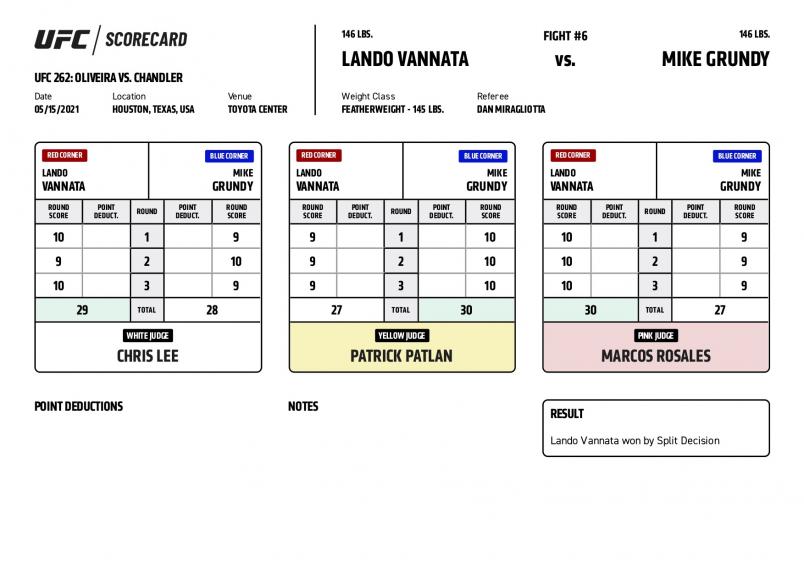 UFC SCORECARD
UFC 262: OLIVEIRA VS. CHANDLER
Date Location Venue
05/15/2021 HOUSTON, TEXAS, USA TOYOTA CENTER
146 LBS. FIGHT #6 146 LBS.
LANDO VANNATA VS. MIKE GRUNDY
Weight Class Referee
FEATHERWEIGHT - 145 LBS. DAN MIRAGLIOTTA
RED CORNER BLUE CORNER
LANDO MIKE
VANNATA GRUNDY
ROUND POINT ROUND POINT ROUND
SCORE DEDUCT. DEDUCT. SCORE
10 1 9
9 2 10
10 3 9
29 TOTAL 28
WHITE JUDGE
CHRIS LEE
RED CORNER BLUE CORNER
LANDO MIKE
VANNATA GRUNDY
ROUND POINT ROUND POINT ROUND
SCORE DEDUCT. DEDUCT. SCORE
9 1 10
9 2 10
9 3 10
27 TOTAL 30
YELLOW JUDGE
PATRICK PATLAN
RED CORNER BLUE CORNER
LANDO MIKE
VANNATA GRUNDY
ROUND POINT ROUND POINT ROUND
SCORE DEDUCT. DEDUCT. SCORE
10 1 9
10 2 9
10 3 9
30 TOTAL 27
PINK JUDGE
MARCOS ROSALES
POINT DEDUCTIONS
NOTES
RESULT
Lando Vannata won by Split Decision